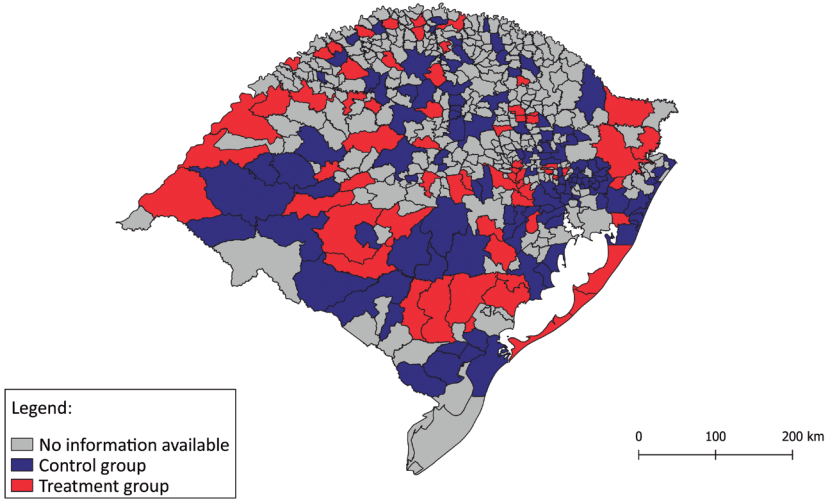 Legend:
No information available
Control group
Treatment group
0 100 200 km